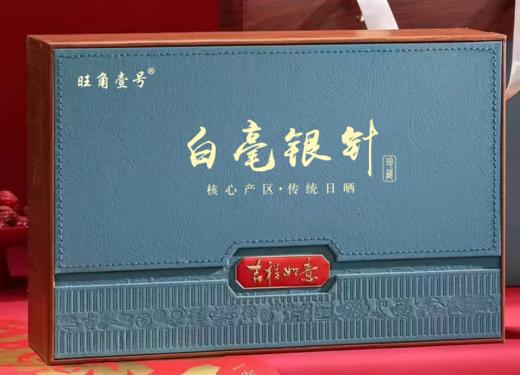 旺角壹号®
白毫银针
珍藏
核心产区·传统日晒
吉祥如意